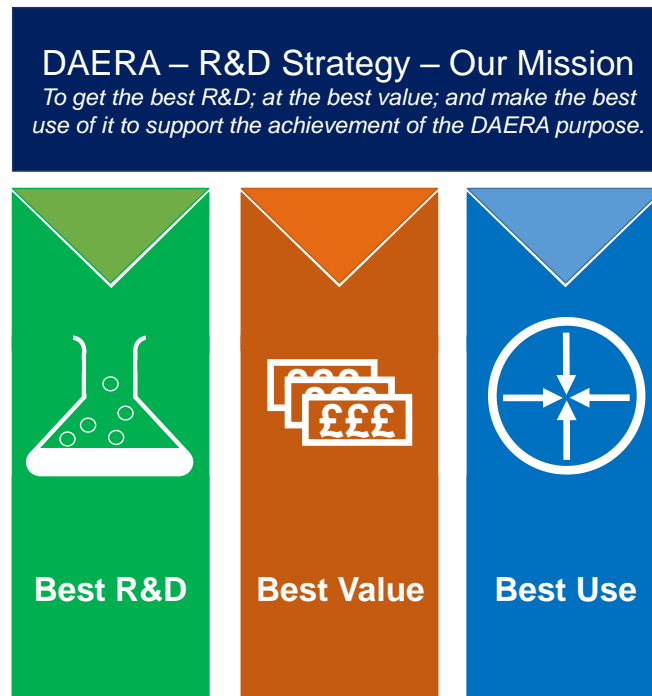 DAERA – R&D Strategy – Our Mission
To get the best R&D; at the best value; and make the best
use of it to support the achievement of the DAERA purpose.
£££
£££
£££
Best R&D
Best Value
Best Use